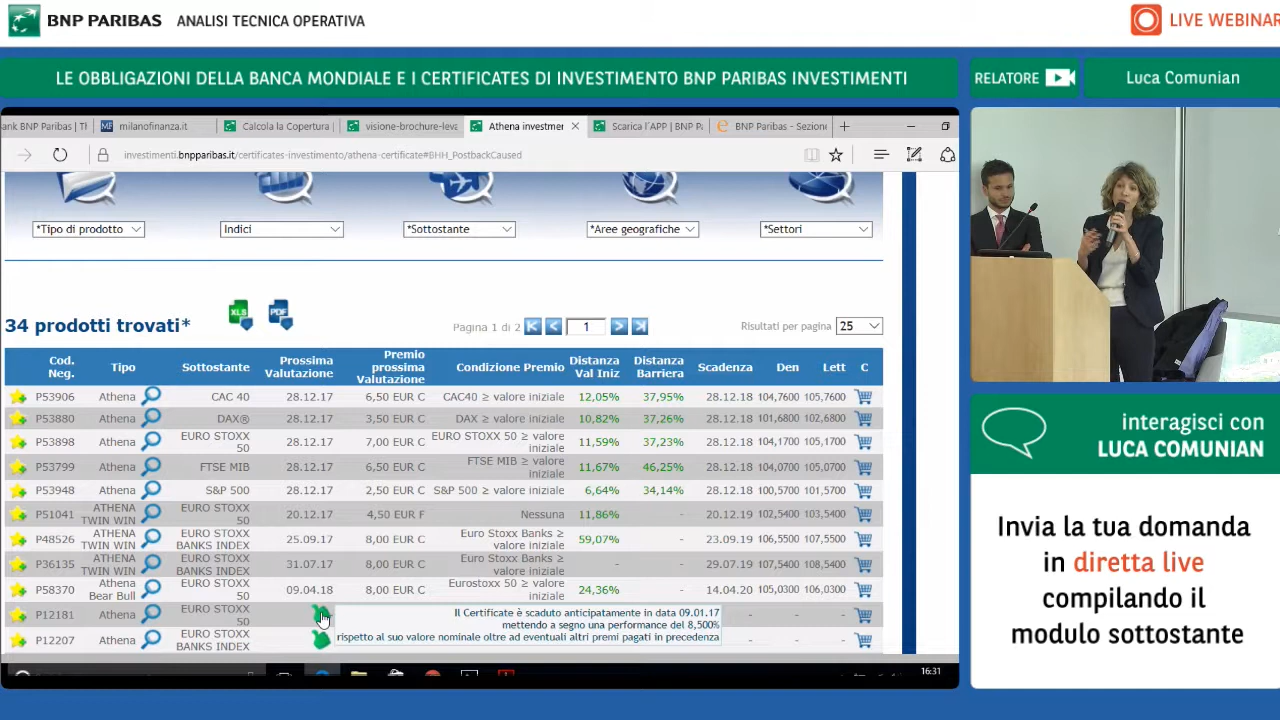 BNP PARIBAS ANALISI TECNICA OPERATIVA
LIVE WEBINAR
LE OBBLIGAZIONI DELLA BANCA MONDIALE E I CERTIFICATES DI INVESTIMENTO BNP PARIBAS INVESTIMENTI
RELATORE
Luca Comunian
ank BNP Paribas | Th milanofinanza.it Calcola la Copertura | visione-brochure-leva Athena investmen Scarica l'APP | BNP Pa BNP Paribas - Sezioni
investimenti.bnpparibas.it/certificates-investimento/athena-certificate#BHH_PostbackCaused
*Tipo di prodotto Indici *Sottostante *Aree geografiche *Settori
34 prodotti trovati* XLS PDF Pagina 1 di 2 1 Risultati per pagina 25
Cod. Neg. Tipo Sottostante Prossima Valutazione Premio prossima Valutazione Condizione Premio Distanza Val Iniz Distanza Barriera Scadenza Den Lett C
P53906 Athena CAC 40 28.12.17 6,50 EUR C CAC40 ≥ valore iniziale 12,05% 37,95% 28.12.18 104,7600 105,7600
P53880 Athena DAX® 28.12.17 3,50 EUR C DAX ≥ valore iniziale 10,82% 37,26% 28.12.18 101,6800 102,6800
P53898 Athena EURO STOXX 50 28.12.17 7,00 EUR C EURO STOXX 50 ≥ valore iniziale 11,59% 37,23% 28.12.18 104,1700 105,1700
P53799 Athena FTSE MIB 28.12.17 6,50 EUR C FTSE MIB ≥ valore iniziale 11,67% 46,25% 28.12.18 104,0700 105,0700
P53948 Athena S&P 500 28.12.17 2,50 EUR C S&P 500 ≥ valore iniziale 6,64% 34,14% 28.12.18 100,5700 101,5700
P51041 ATHENA TWIN WIN EURO STOXX 50 20.12.17 4,50 EUR F Nessuna 11,86% - 20.12.19 102,5400 103,5400
P48526 ATHENA TWIN WIN EURO STOXX BANKS INDEX 25.09.17 8,00 EUR C Euro Stoxx Banks ≥ valore iniziale 59,07% - 23.09.19 106,5500 107,5500
P36135 ATHENA TWIN WIN EURO STOXX BANKS INDEX 31.07.17 8,00 EUR C Euro Stoxx Banks ≥ valore iniziale - - 29.07.19 107,5400 108,5400
P58370 Athena Bear Bull EURO STOXX 50 09.04.18 8,00 EUR C Eurostoxx 50 ≥ valore iniziale 24,36% - 14.04.20 105,0300 106,0300
P12181 Athena EURO STOXX 50 - - -
P12207 Athena EURO STOXX BANKS INDEX - - -
Il Certificate è scaduto anticipatamente in data 09.01.17
mettendo a segno una performance del 8,500%
rispetto al suo valore nominale oltre ad eventuali altri premi pagati in precedenza
16:31
interagisci con
LUCA COMUNIAN
Invia la tua domanda
in diretta live
compilando il
modulo sottostante